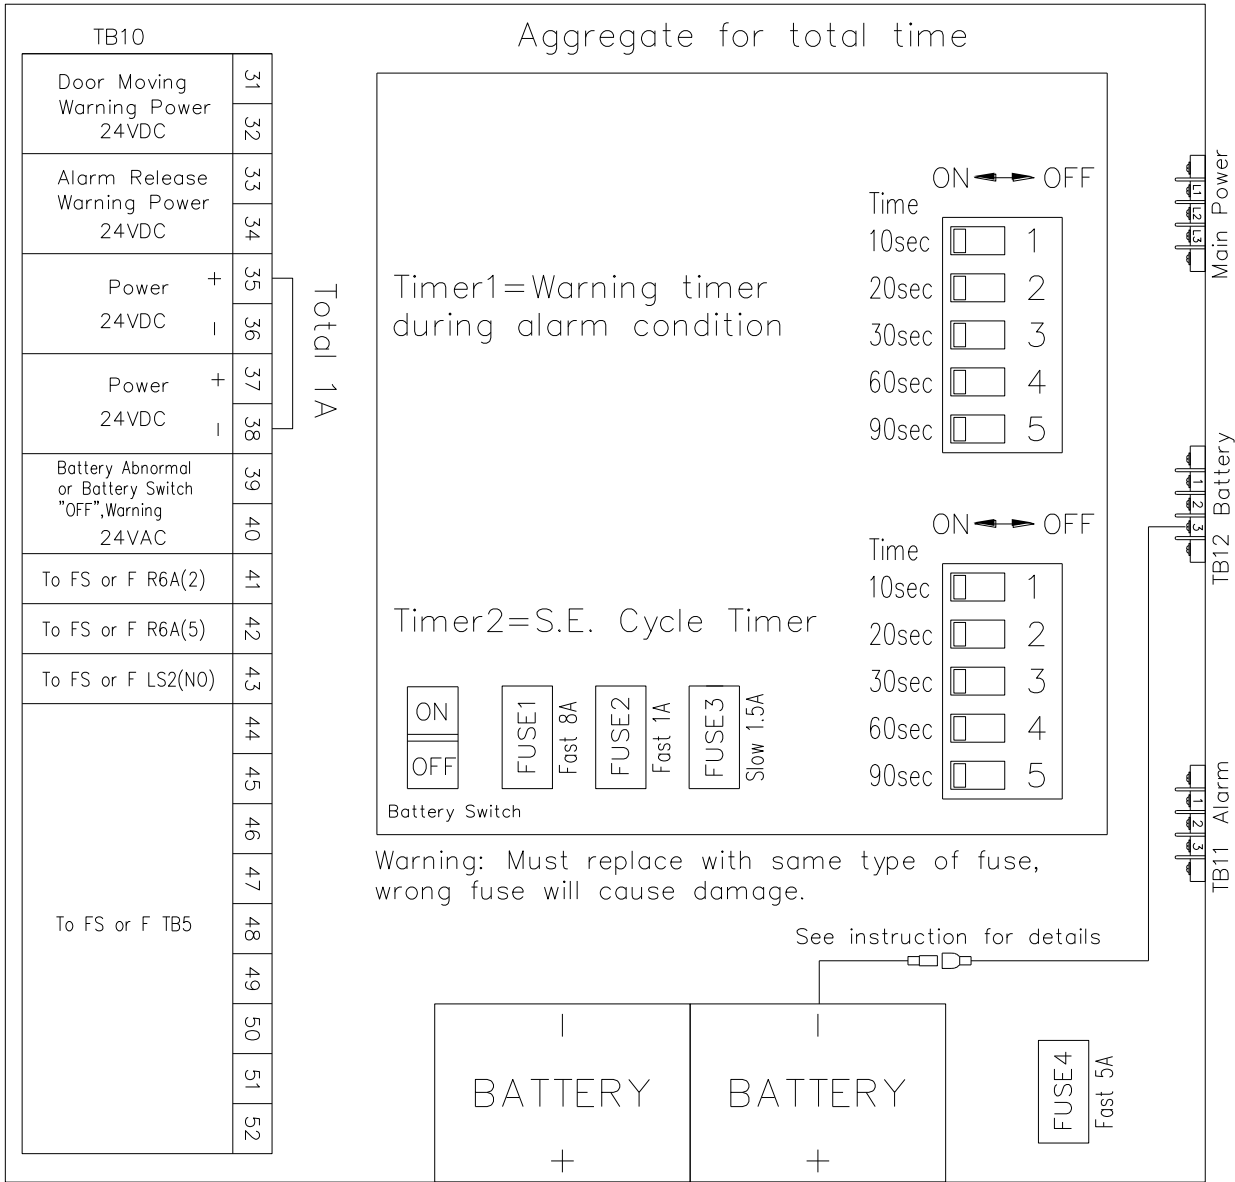 TB10
Aggregate for total time
Door Moving
Warning Power
24VDC
31
32
Alarm Release
Warning Power
24VDC
33
34
Power +
24VDC -
35
36
Power +
24VDC -
37
38
Total 1A
Battery Abnormal
or Battery Switch
"OFF",Warning
24VAC
39
40
To FS or F R6A(2)
41
To FS or F R6A(5)
42
To FS or F LS2(NO)
43
To FS or F TB5
44
45
46
47
48
49
50
51
52
Timer1=Warning timer
during alarm condition
ON OFF
Time
10sec 1
20sec 2
30sec 3
60sec 4
90sec 5
Timer2=S.E. Cycle Timer
ON OFF
Time
10sec 1
20sec 2
30sec 3
60sec 4
90sec 5
ON
OFF
Battery Switch
FUSE1
Fast 8A
FUSE2
Fast 1A
FUSE3
Slow 1.5A
Warning: Must replace with same type of fuse,
wrong fuse will cause damage.
See instruction for details
- -
BATTERY BATTERY
+ +
FUSE4
Fast 5A
L1
L2
L3
Main Power
1
2
3
TB12 Battery
1
2
3
TB11 Alarm